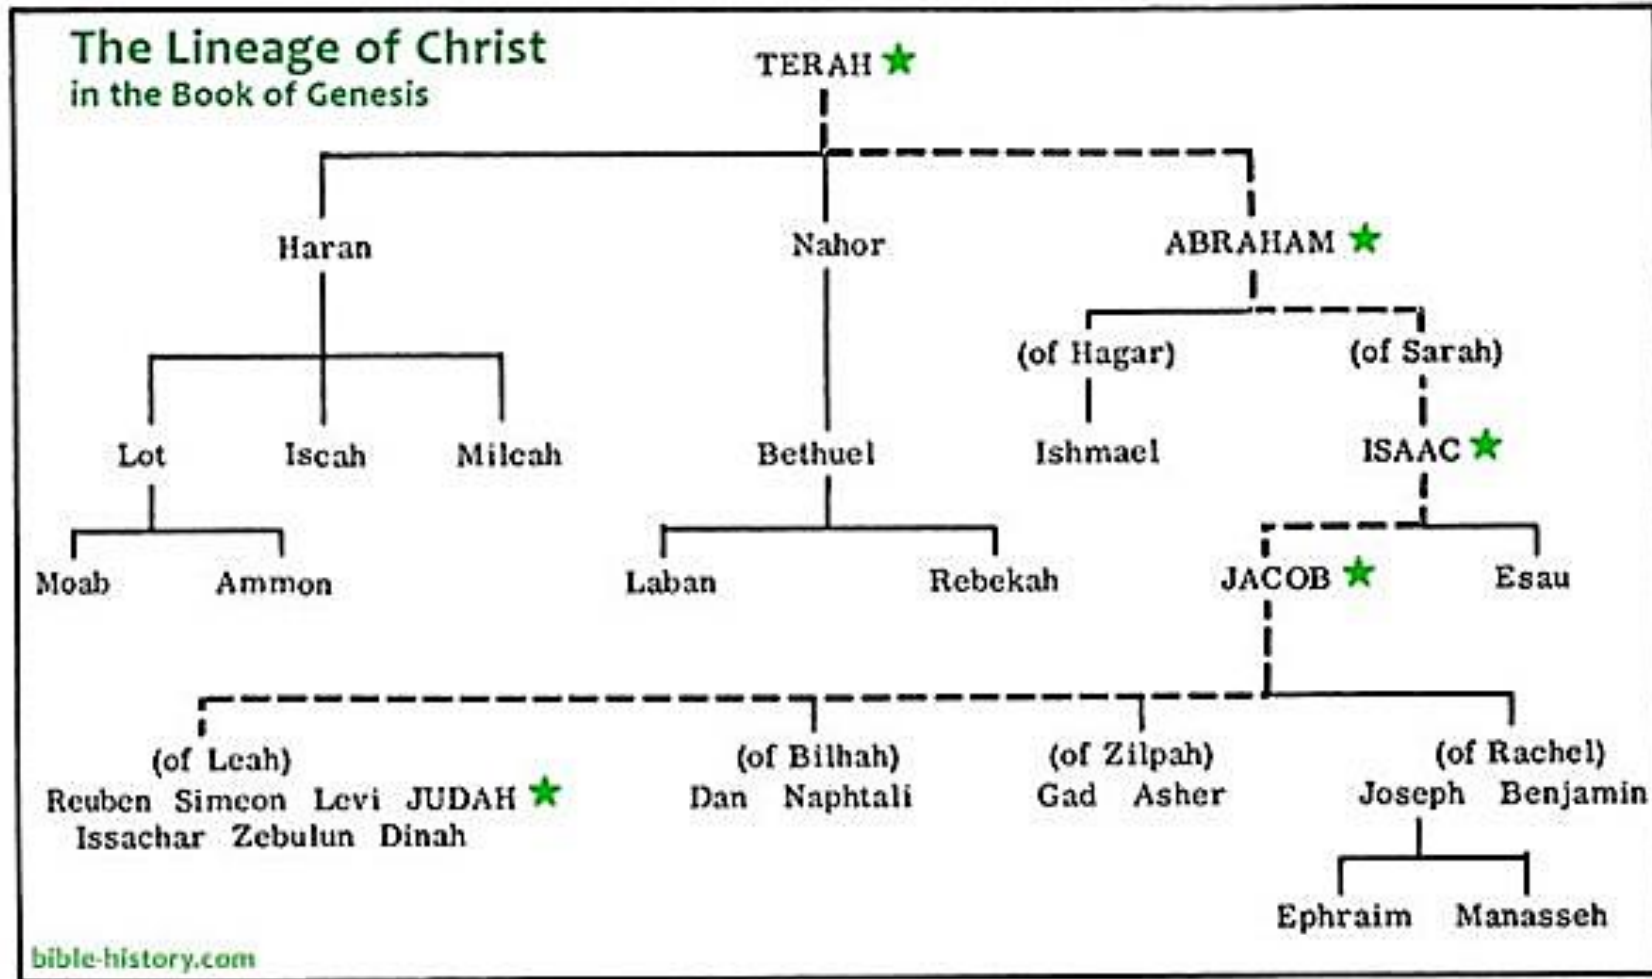 The Lineage of Christ
in the Book of Genesis
TERAH
Haran Nahor ABRAHAM
(of Hagar) (of Sarah)
Lot Iscah Milcah Bethuel Ishmael ISAAC
Moab Ammon Laban Rebekah JACOB Esau
(of Leah) (of Bilhah) (of Zilpah) (of Rachel)
Reuben Simeon Levi JUDAH Dan Naphtali Gad Asher Joseph Benjamin
Issachar Zebulun Dinah
Ephraim Manasseh
bible-history.com